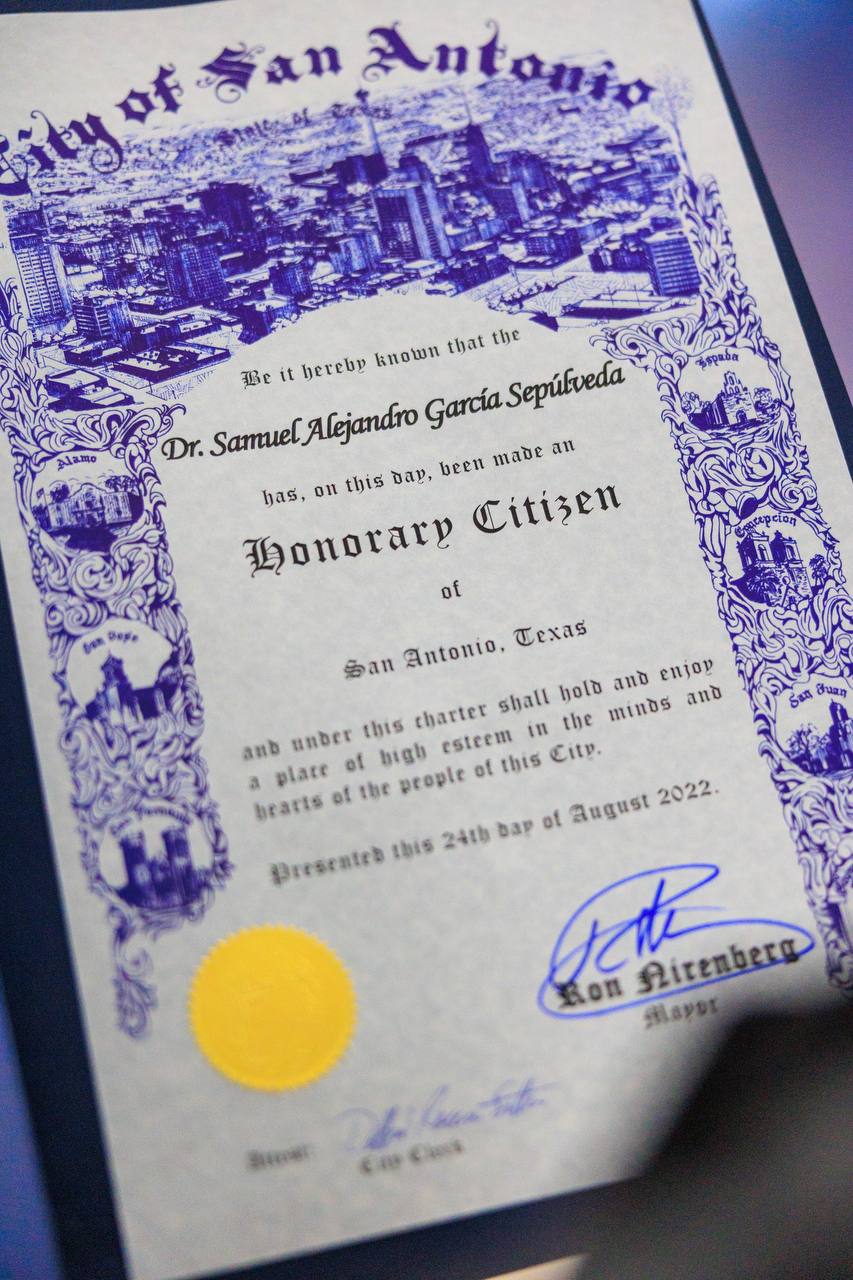 City of San Antonio
State of Texas
Be it hereby known that the
Dr. Samuel Alejandro García Sepúlveda
has, on this day, been made an
Honorary Citizen
of
San Antonio, Texas
and under this charter shall hold and enjoy
a place of high esteem in the minds and
hearts of the people of this City.
Presented this 24th day of August 2022.
Alamo
San Jose
Espada
Concepcion
San Juan
Ron Nirenberg
Mayor
Attest:
City Clerk